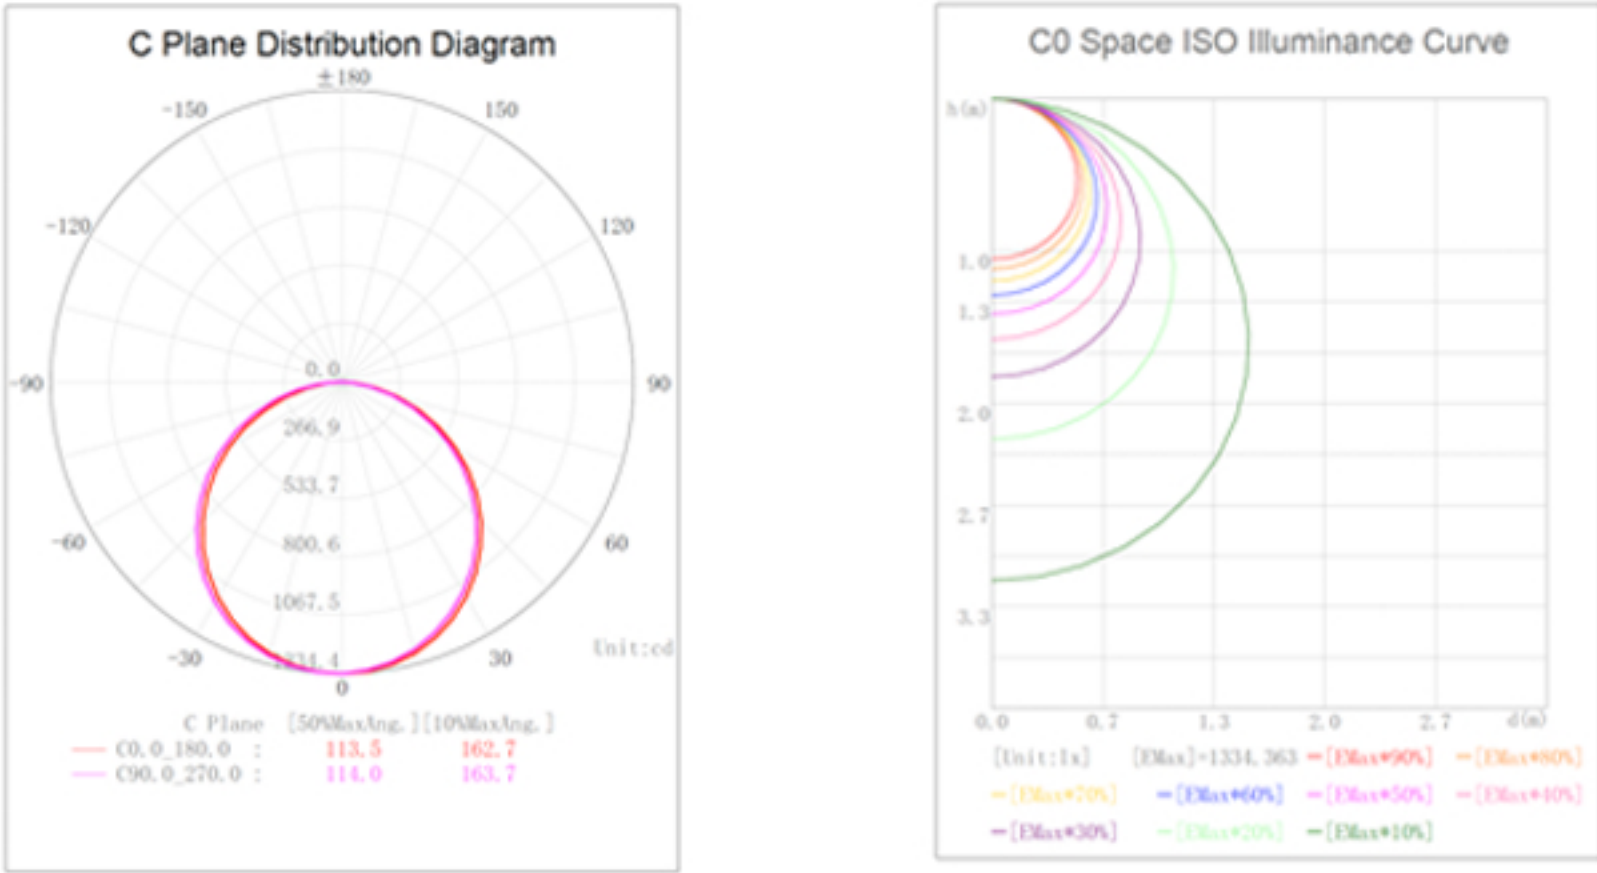 C Plane Distribution Diagram
±180
-150 150
-120 120
0.0
-90 90
266.9
533.7
-60 800.6 60
1067.5
Unit:cd
-30 30
0
C Plane [50%MaxAng.][10%MaxAng.]
C0.0_180.0 : 113.5 162.7
C90.0_270.0 : 114.0 163.7
C0 Space ISO Illuminance Curve
h(m)
1.0
1.3
2.0
2.7
3.3
0.0 0.7 1.3 2.0 2.7 d(m)
[Unit:lx] [EMax]=1334.363 [EMax*90%] [EMax*80%]
[EMax*70%] [EMax*60%] [EMax*50%] [EMax*40%]
[EMax*30%] [EMax*20%] [EMax*10%]